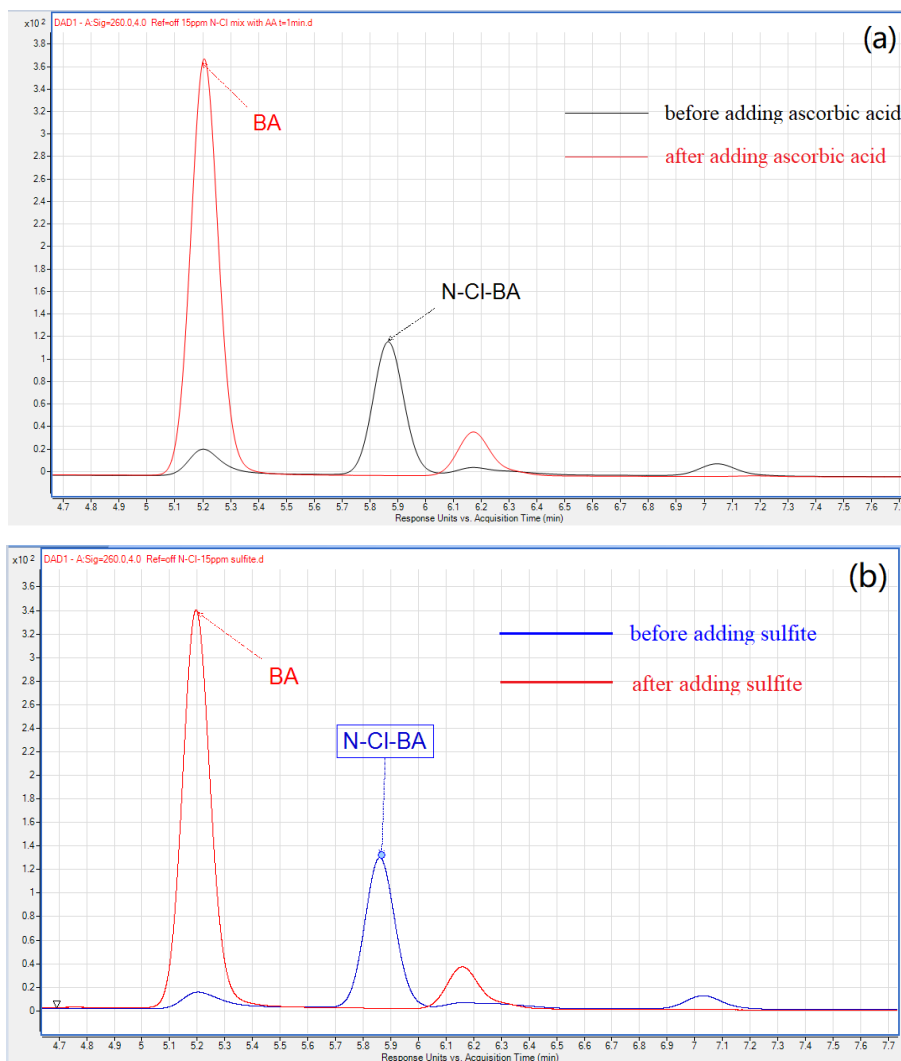 x10 2 DAD1 - A:Sig=260.0,4.0 Ref=off 15ppm N-Cl mix with AA t=1min.d
(a)
3.8
3.6
3.4
3.2
3
2.8
2.6
2.4
2.2
2
1.8
1.6
1.4
1.2
1
0.8
0.6
0.4
0.2
0
BA
before adding ascorbic acid
after adding ascorbic acid
N-Cl-BA
4.7 4.8 4.9 5 5.1 5.2 5.3 5.4 5.5 5.6 5.7 5.8 5.9 6 6.1 6.2 6.3 6.4 6.5 6.6 6.7 6.8 6.9 7 7.1 7.2 7.3 7.4 7.5 7.6 7.7
Response Units vs. Acquisition Time (min)
x10 2 DAD1 - A:Sig=260.0,4.0 Ref=off N-Cl-15ppm sulfite.d
(b)
3.6
3.4
3.2
3
2.8
2.6
2.4
2.2
2
1.8
1.6
1.4
1.2
1
0.8
0.6
0.4
0.2
0
BA
before adding sulfite
after adding sulfite
N-Cl-BA
4.7 4.8 4.9 5 5.1 5.2 5.3 5.4 5.5 5.6 5.7 5.8 5.9 6 6.1 6.2 6.3 6.4 6.5 6.6 6.7 6.8 6.9 7 7.1 7.2 7.3 7.4 7.5 7.6 7.7
Response Units vs. Acquisition Time (min)